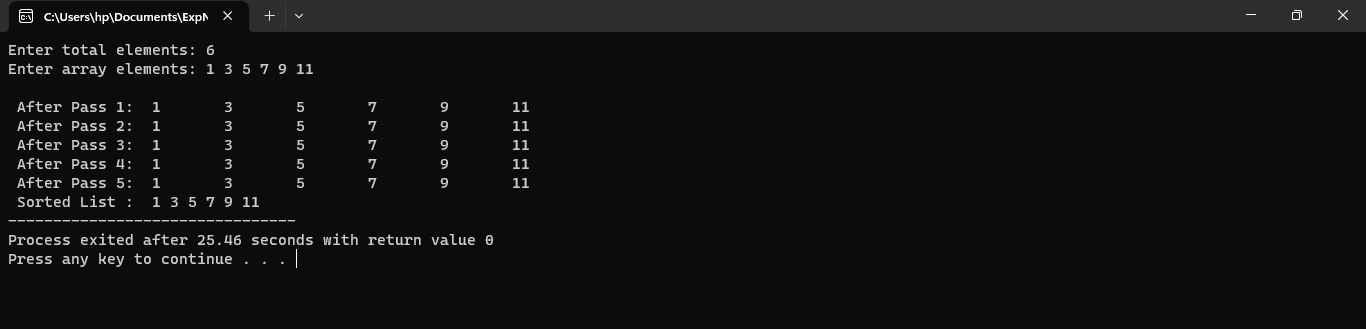 C:\Users\hp\Documents\Exp
Enter total elements: 6
Enter array elements: 1 3 5 7 9 11
After Pass 1: 1 3 5 7 9 11
After Pass 2: 1 3 5 7 9 11
After Pass 3: 1 3 5 7 9 11
After Pass 4: 1 3 5 7 9 11
After Pass 5: 1 3 5 7 9 11
Sorted List : 1 3 5 7 9 11
--------------------------------
Process exited after 25.46 seconds with return value 0
Press any key to continue . . .